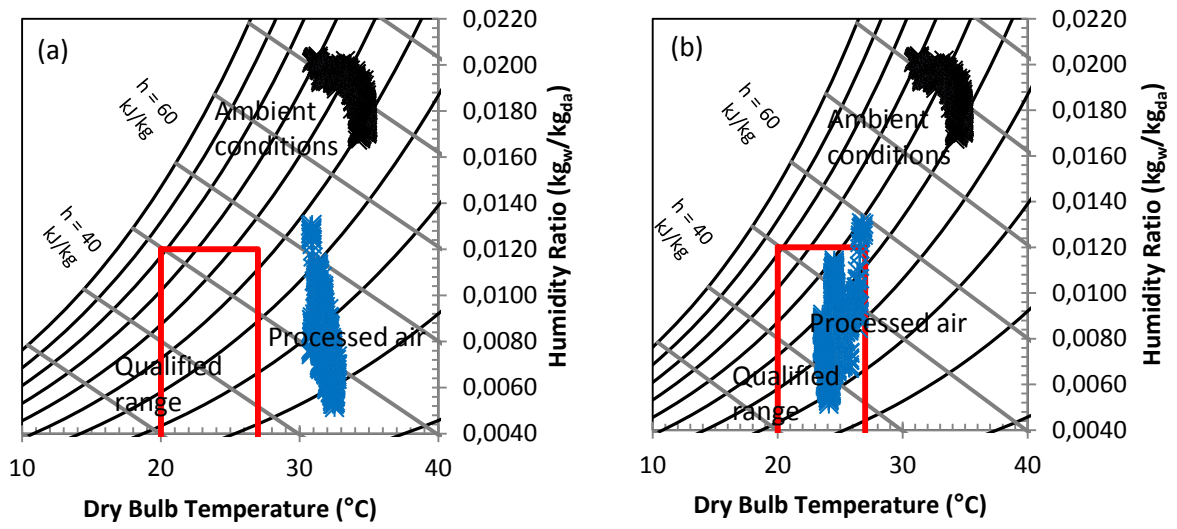 (a)
h = 60
kJ/kg
h = 40
kJ/kg
Ambient
conditions
Processed air
Qualified
range
0,0220
0,0200
0,0180
0,0160
0,0140
0,0120
0,0100
0,0080
0,0060
0,0040
Humidity Ratio (kgw/kgda)
10
20
30
40
Dry Bulb Temperature (°C)
(b)
h = 60
kJ/kg
h = 40
kJ/kg
Ambient
conditions
Processed air
Qualified
range
0,0220
0,0200
0,0180
0,0160
0,0140
0,0120
0,0100
0,0080
0,0060
0,0040
Humidity Ratio (kgw/kgda)
10
20
30
40
Dry Bulb Temperature (°C)